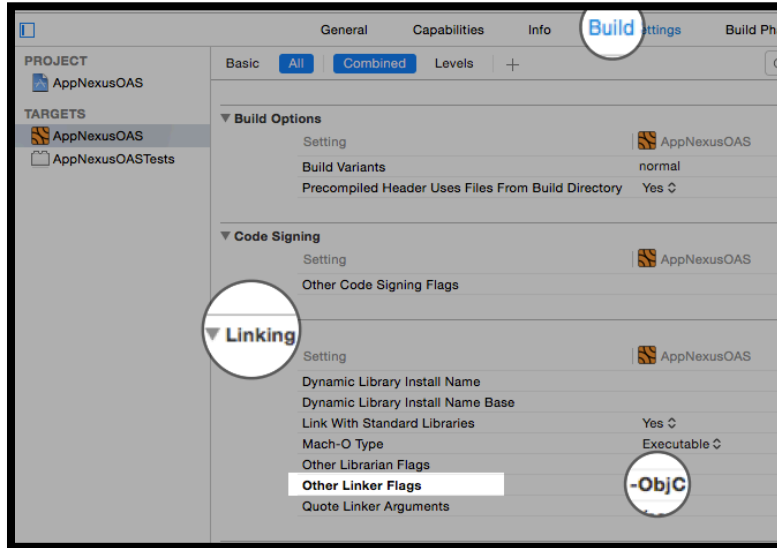 General Capabilities Info Build ettings Build Ph
PROJECT
AppNexusOAS
TARGETS
AppNexusOAS
AppNexusOASTests
Basic All Combined Levels +
Build Options
Setting AppNexusOAS
Build Variants normal
Precompiled Header Uses Files From Build Directory Yes
Code Signing
Setting AppNexusOAS
Other Code Signing Flags
Linking
Setting AppNexusOAS
Dynamic Library Install Name
Dynamic Library Install Name Base
Link With Standard Libraries Yes
Mach-O Type Executable
Other Librarian Flags
Other Linker Flags -ObjC
Quote Linker Arguments